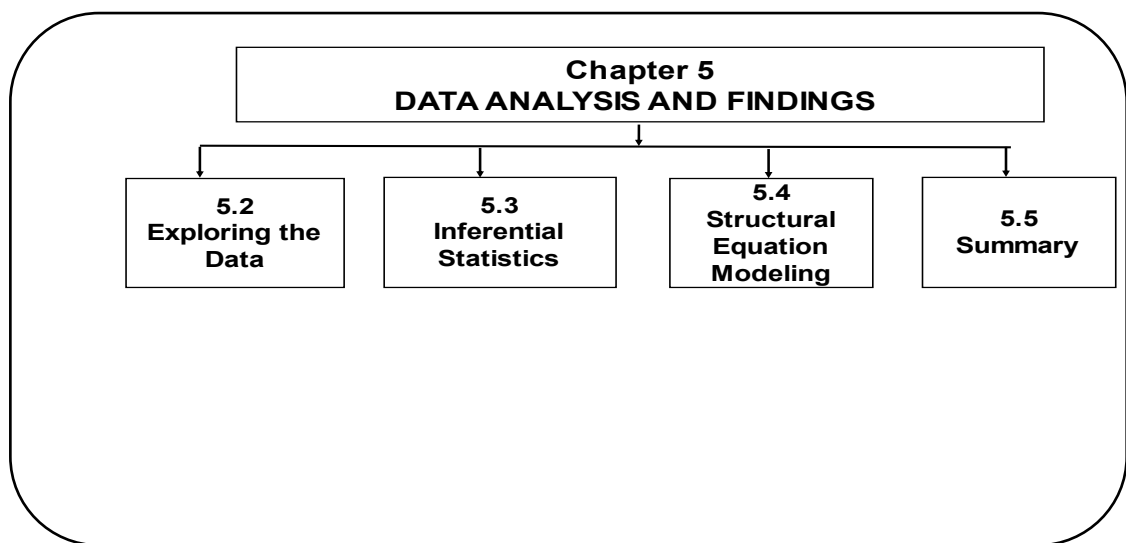 Chapter 5
DATA ANALYSIS AND FINDINGS
5.2
Exploring the
Data
5.3
Inferential
Statistics
5.4
Structural
Equation
Modeling
5.5
Summary